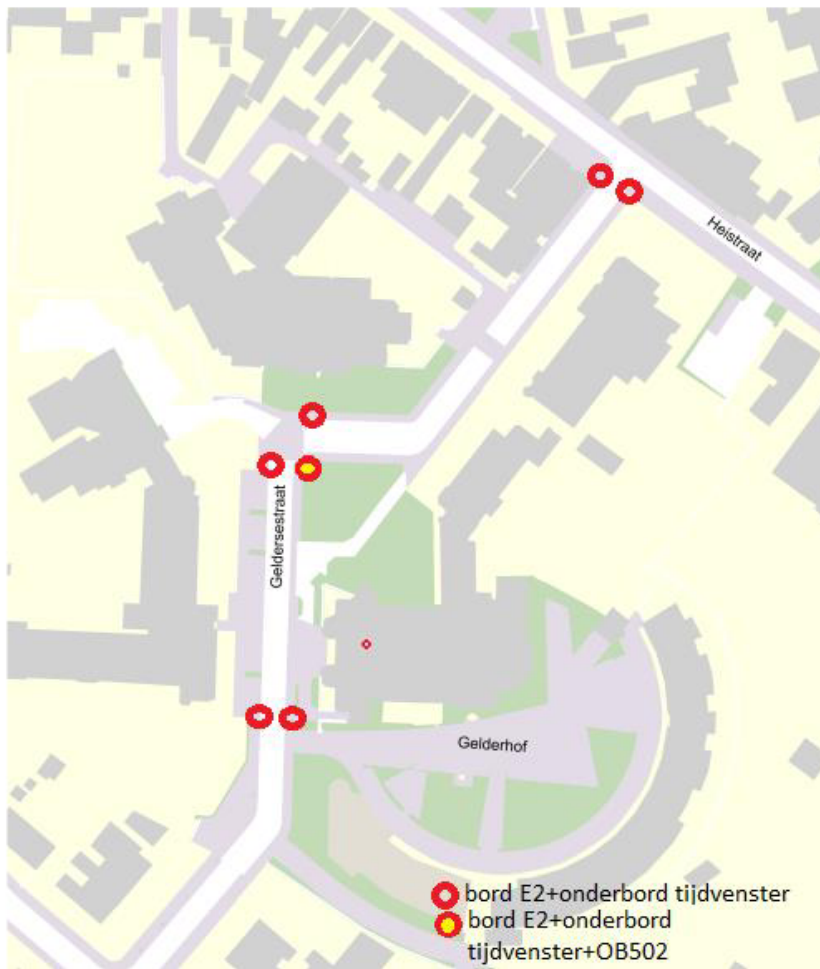 Heistraat
Geldersestraat
Gelderhof
bord E2+onderbord tijdvenster
bord E2+onderbord
tijdvenster+OB502